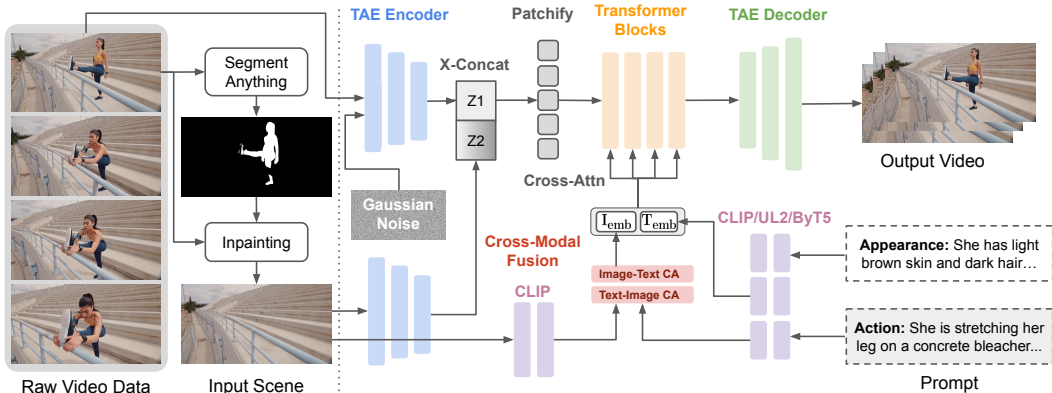 TAE Encoder
Patchify
Transformer
Blocks
TAE Decoder
Segment
Anything
X-Concat
Z1
Z2
Output Video
Cross-Attn
Gaussian
Noise
Inpainting
I_emb
T_emb
CLIP/UL2/ByT5
Cross-Modal
Fusion
Appearance: She has light
brown skin and dark hair…
Image-Text CA
Text-Image CA
CLIP
Action: She is stretching her
leg on a concrete bleacher...
Raw Video Data
Input Scene
Prompt